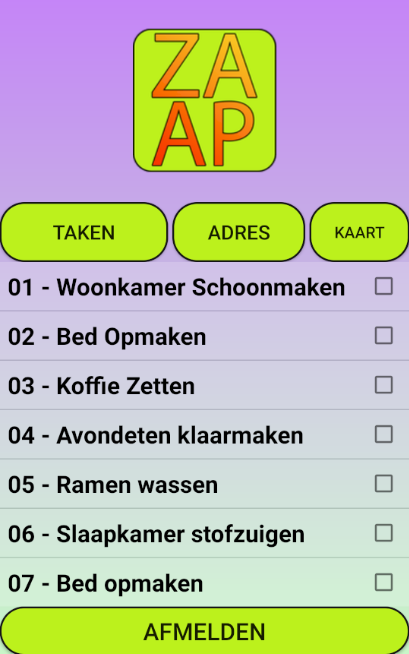 ZA
AP
TAKEN ADRES KAART
01 - Woonkamer Schoonmaken
02 - Bed Opmaken
03 - Koffie Zetten
04 - Avondeten klaarmaken
05 - Ramen wassen
06 - Slaapkamer stofzuigen
07 - Bed opmaken
AFMELDEN